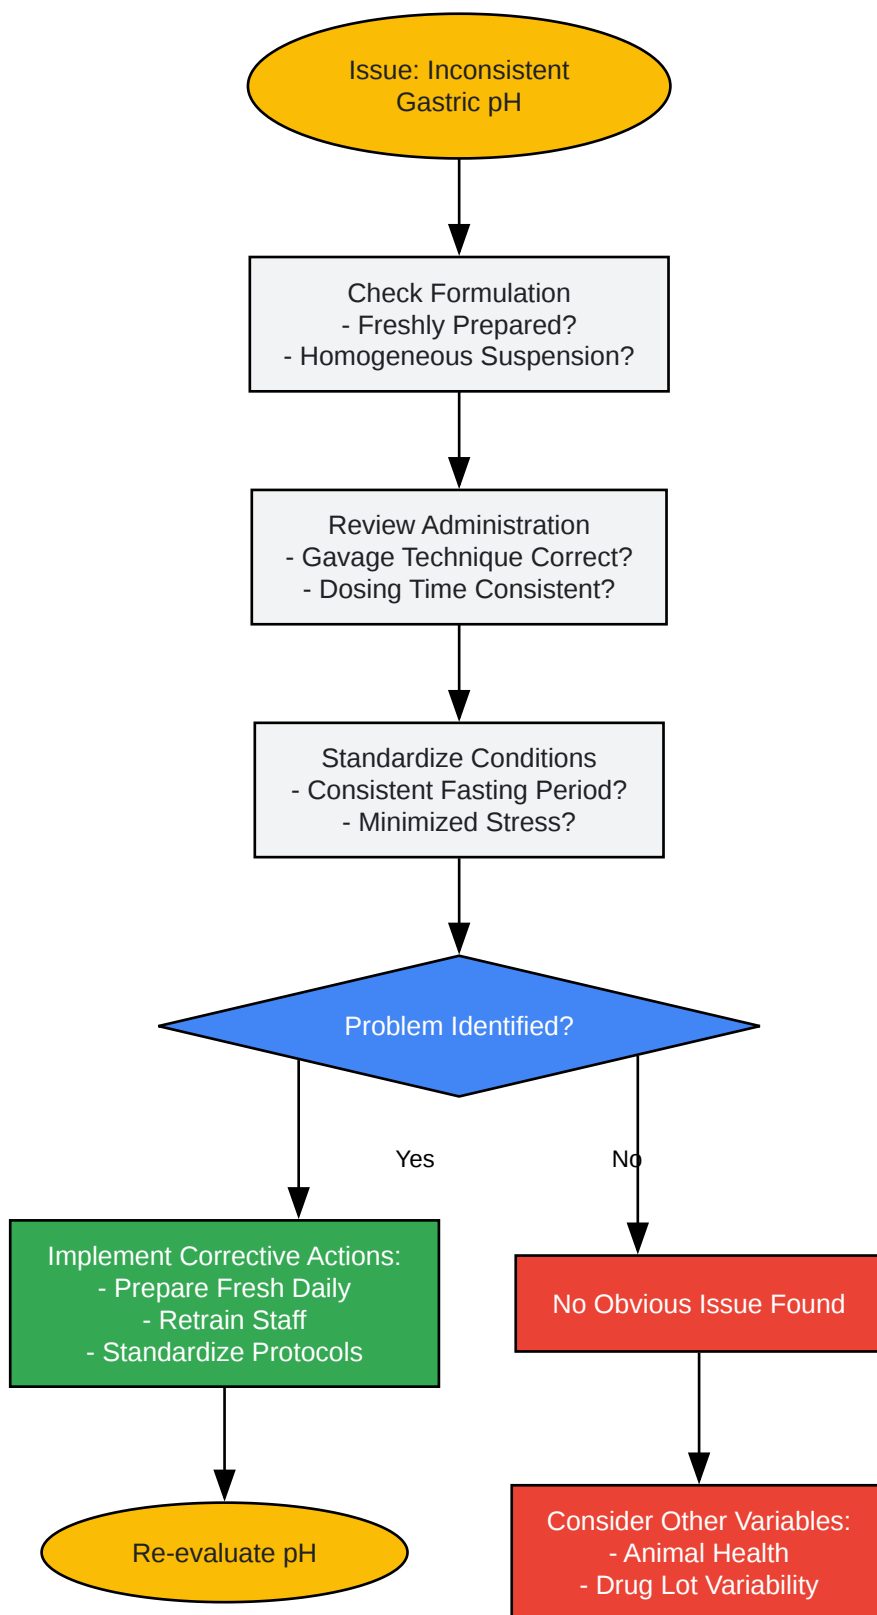 Issue: Inconsistent
Gastric pH
Check Formulation
- Freshly Prepared?
- Homogeneous Suspension?
Review Administration
- Gavage Technique Correct?
- Dosing Time Consistent?
Standardize Conditions
- Consistent Fasting Period?
- Minimized Stress?
Problem Identified?
Yes
No
Implement Corrective Actions:
- Prepare Fresh Daily
- Retrain Staff
- Standardize Protocols
No Obvious Issue Found
Re-evaluate pH
Consider Other Variables:
- Animal Health
- Drug Lot Variability